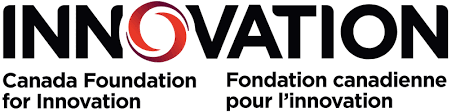 INNOVATION
Canada Foundation
for Innovation
Fondation canadienne
pour l'innovation